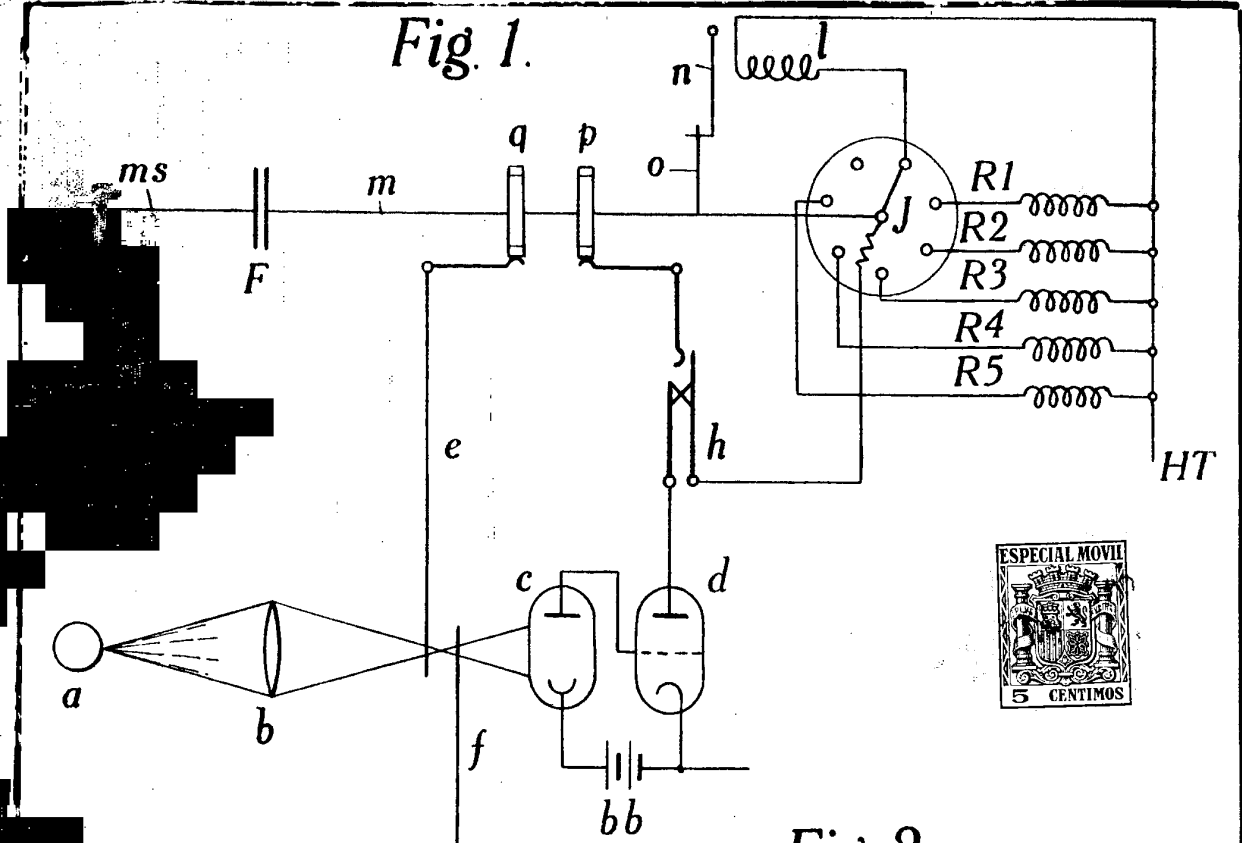 Fig. 1.
l
n
q p
ms m o
R1
J
R2
F
R3
R4
R5
e h HT
ESPECIAL MOVIL
c d
a
b
5 CENTIMOS
f
bb